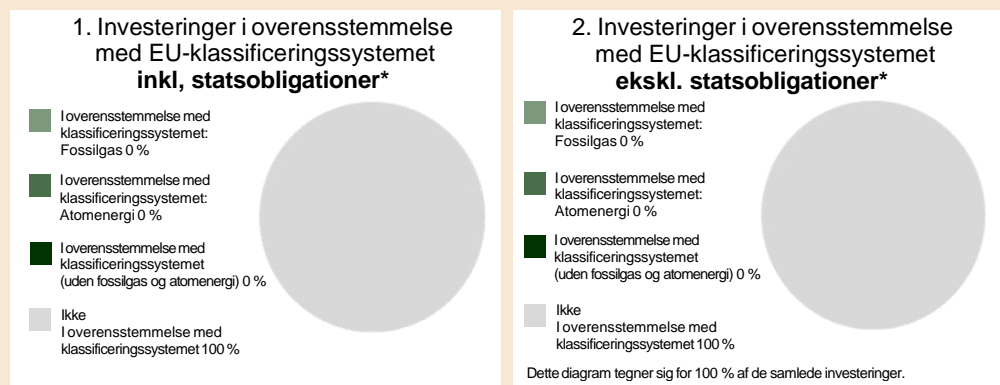 1. Investeringer i overensstemmelse
med EU-klassificeringssystemet
inkl, statsobligationer*
I overensstemmelse med
klassificeringssystemet:
Fossilgas 0 %
I overensstemmelse med
klassificeringssystemet:
Atomenergi 0 %
I overensstemmelse med
klassificeringssystemet
(uden fossilgas og atomenergi) 0 %
Ikke
I overensstemmelse med
klassificeringssystemet 100 %
2. Investeringer i overensstemmelse
med EU-klassificeringssystemet
ekskl. statsobligationer*
I overensstemmelse med
klassificeringssystemet:
Fossilgas 0 %
I overensstemmelse med
klassificeringssystemet:
Atomenergi 0 %
I overensstemmelse med
klassificeringssystemet
(uden fossilgas og atomenergi) 0 %
Ikke
I overensstemmelse med
klassificeringssystemet 100 %
Dette diagram tegner sig for 100 % af de samlede investeringer.